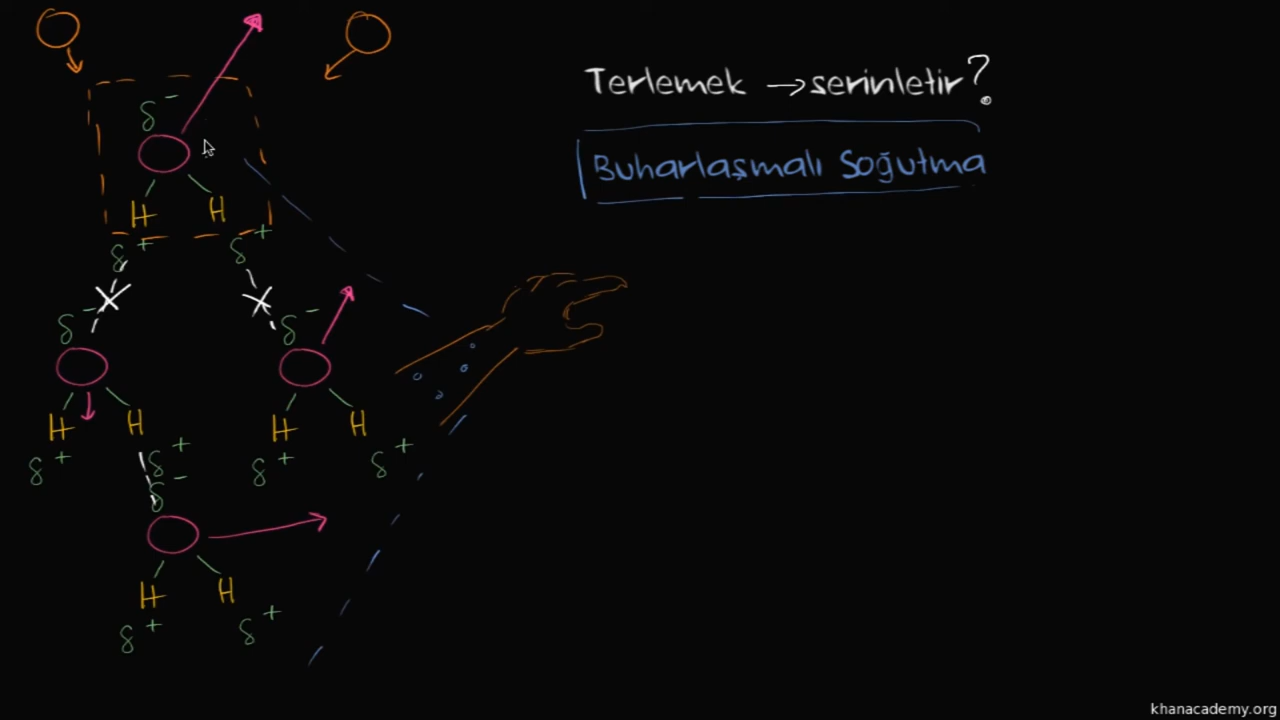 Terlemek → serinletir?
Buharlaşmalı Soğutma
δ⁻
H H
δ⁺ δ⁺
δ⁻ δ⁻
H H H H
δ⁺ δ⁺ δ⁺ δ⁺
δ⁻
H H
δ⁺ δ⁺
khanacademy.org